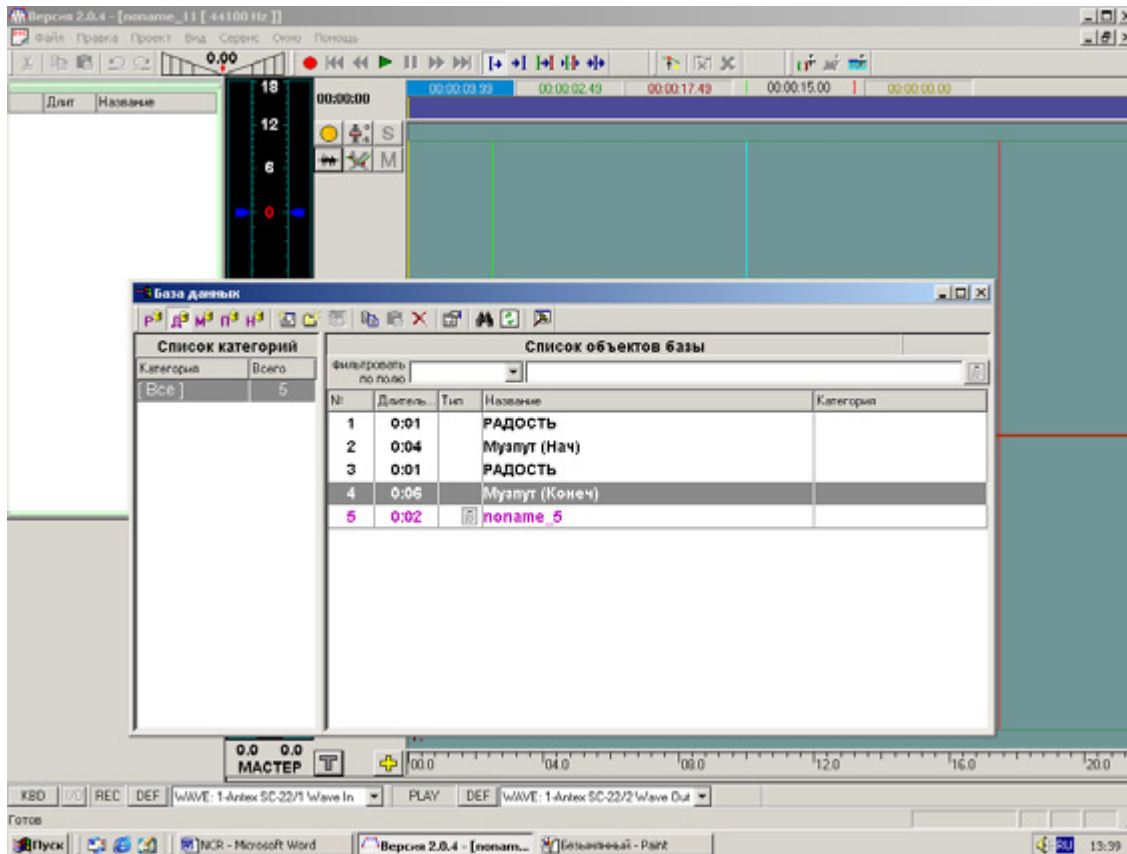 Версия 2.0.4 - [noname_11 [ 44100 Hz ]]
Файл Правка Проект Вид Сервис Окно Помощь
0.00
Длит Название
18
12
6
0
00:00:00
00:00:09.99 00:00:02.49 00:00:17.49 00:00:15.00 00:00:00.00
S
M
База данных
Р Д М П Н
Список категорий
Категория Всего
[ Все ] 5
Список объектов базы
Фильтровать по полю
№ Длитель... Тип Название Категория
1 0:01 РАДОСТЬ
2 0:04 Музпут (Нач)
3 0:01 РАДОСТЬ
4 0:06 Музпут (Конеч)
5 0:02 noname_5
0.0 0.0
МАСТЕР
T
00.0 04.0 08.0 12.0 16.0 20.0
KBD I/O REC DEF WAVE: 1-Antex SC-22/1 Wave In PLAY DEF WAVE: 1-Antex SC-22/2 Wave Out
Готов
Пуск NCR - Microsoft Word Версия 2.0.4 - [nonam... Безымянный - Paint RU 13:39